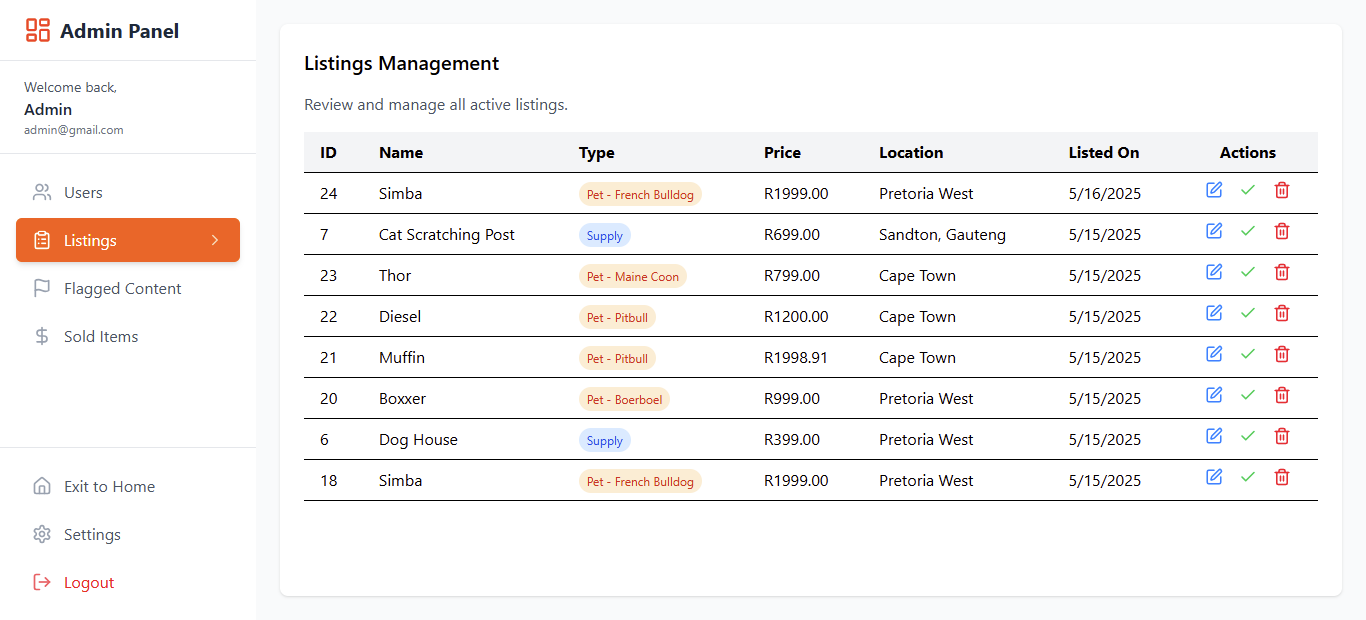 Admin Panel
Welcome back,
Admin
admin@gmail.com
Users
Listings
Flagged Content
Sold Items
Exit to Home
Settings
Logout
Listings Management
Review and manage all active listings.
ID Name Type Price Location Listed On Actions
24 Simba Pet - French Bulldog R1999.00 Pretoria West 5/16/2025
7 Cat Scratching Post Supply R699.00 Sandton, Gauteng 5/15/2025
23 Thor Pet - Maine Coon R799.00 Cape Town 5/15/2025
22 Diesel Pet - Pitbull R1200.00 Cape Town 5/15/2025
21 Muffin Pet - Pitbull R1998.91 Cape Town 5/15/2025
20 Boxxer Pet - Boerboel R999.00 Pretoria West 5/15/2025
6 Dog House Supply R399.00 Pretoria West 5/15/2025
18 Simba Pet - French Bulldog R1999.00 Pretoria West 5/15/2025